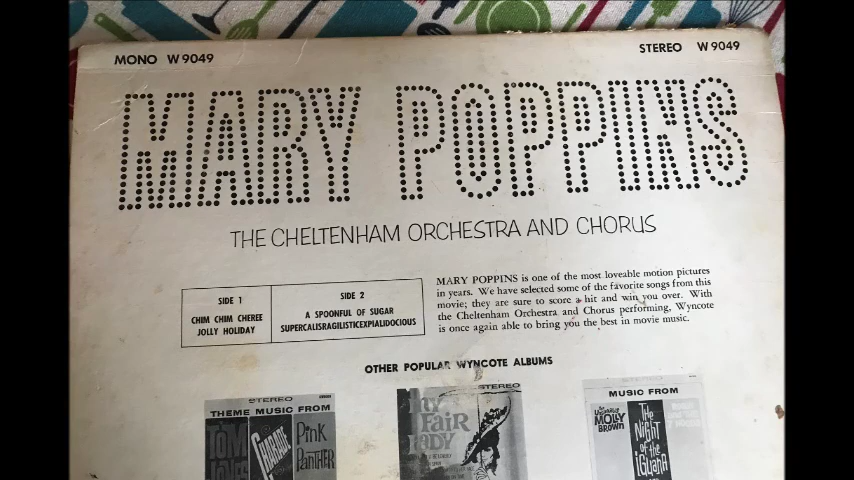 MONO W 9049
STEREO W 9049
MARY POPPINS
THE CHELTENHAM ORCHESTRA AND CHORUS
SIDE 1
CHIM CHIM CHEREE
JOLLY HOLIDAY
SIDE 2
A SPOONFUL OF SUGAR
SUPERCALISRAGILISTICEXPIALIDOCIOUS
MARY POPPINS is one of the most loveable motion pictures
in years. We have selected some of the favorite songs from this
movie; they are sure to score a hit and win you over. With
the Cheltenham Orchestra and Chorus performing, Wyncote
is once again able to bring you the best in movie music.
OTHER POPULAR WYNCOTE ALBUMS
STEREO
THEME MUSIC FROM
TOM
CHARADE
PINK
PANTHER
STEREO
My
FAIR
LADY
MUSIC FROM
MOLLY
BROWN
The
Night
of the
iguana